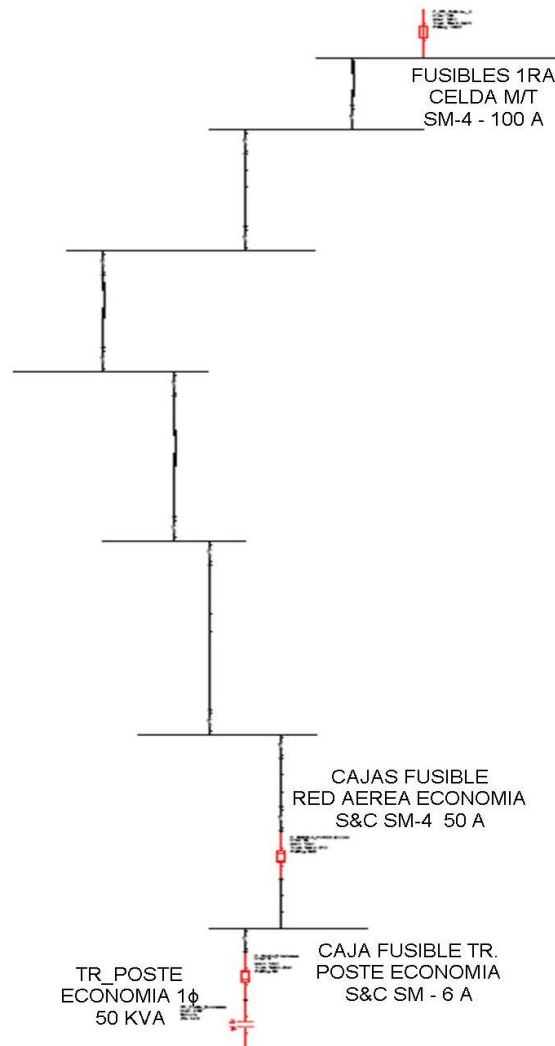 FUSIBLES 1RA
CELDA M/T
SM-4 - 100 A
CAJAS FUSIBLE
RED AEREA ECONOMIA
S&C SM-4 50 A
CAJA FUSIBLE TR.
POSTE ECONOMIA
S&C SM - 6 A
TR_POSTE
ECONOMIA 1ϕ
50 KVA